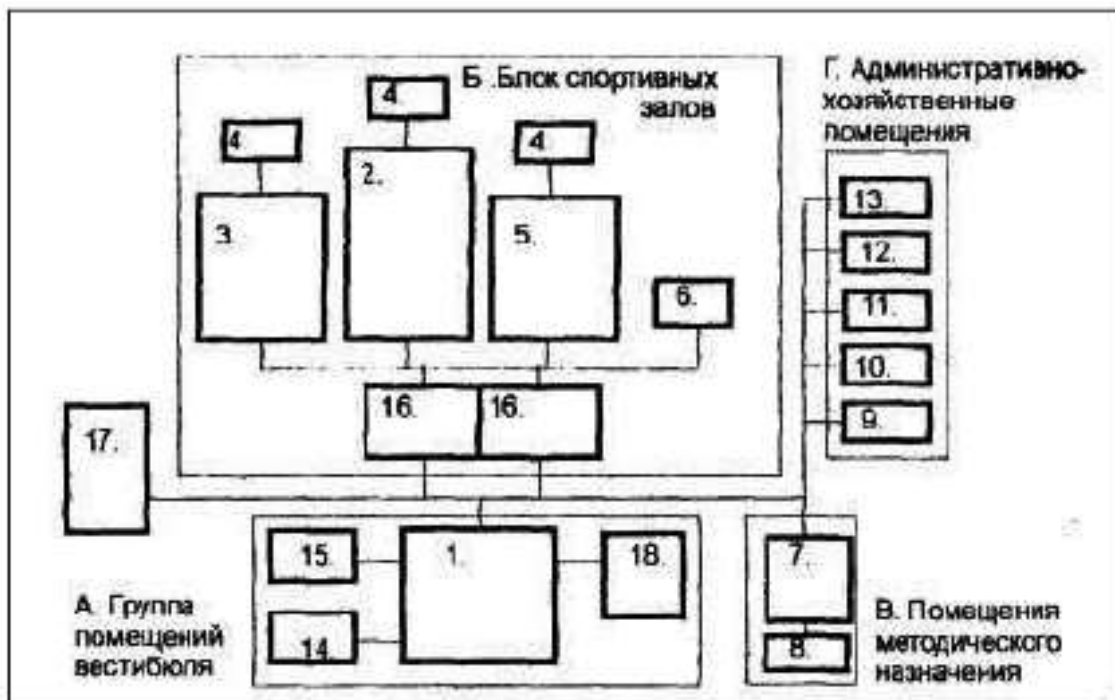 Б .Блок спортивных
залов
Г. Административно-
хозяйственные
помещения
4.
4.
4.
2.
3.
5.
6.
13.
12.
11.
10.
9.
16.
16.
17.
15.
1.
18.
14.
7.
8.
А. Группа
помещений
вестибюля
В. Помещения
методического
назначения